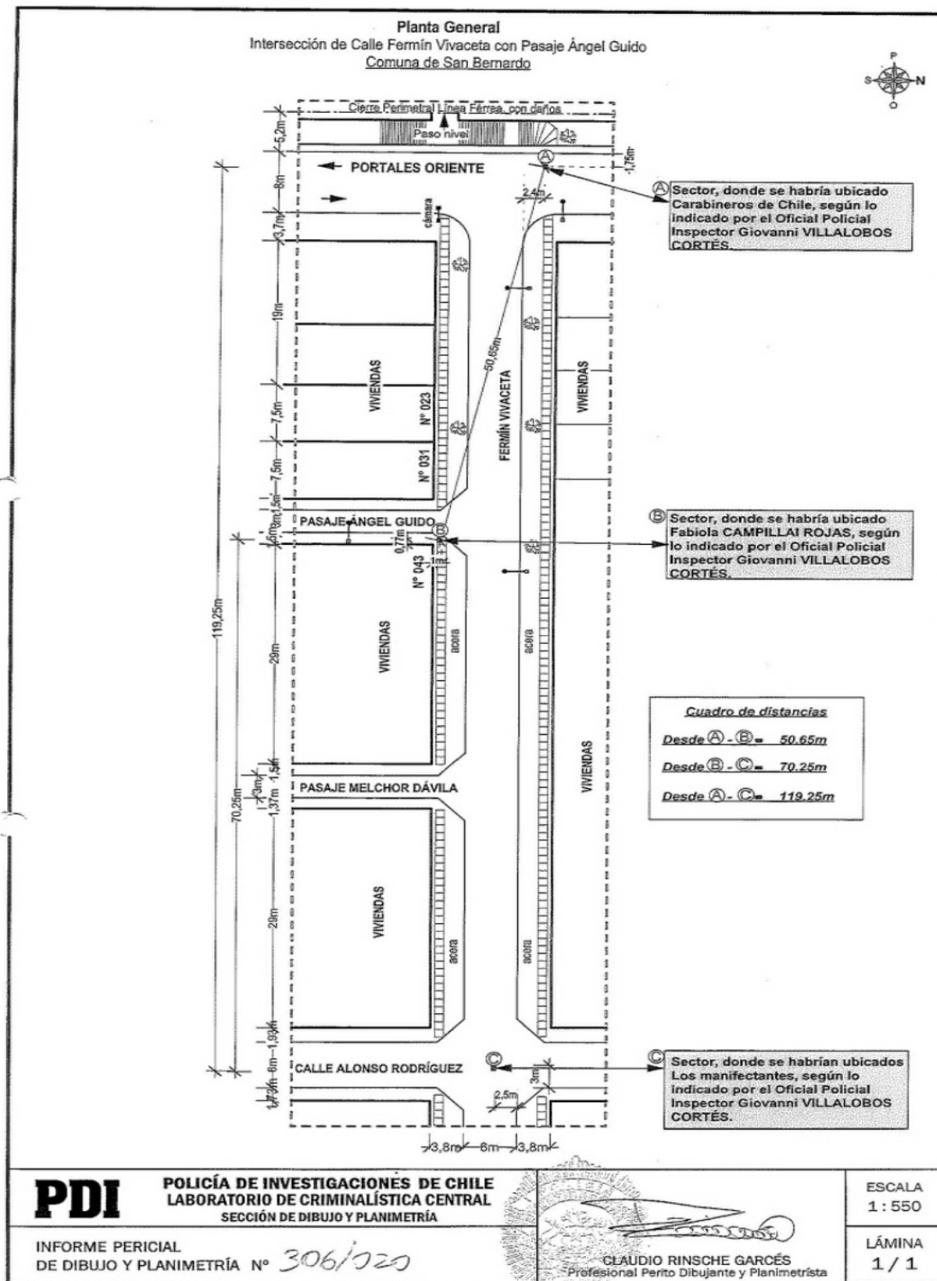 Planta General
Intersección de Calle Fermín Vivaceta con Pasaje Ángel Guido
Comuna de San Bernardo
P
S
N
O
Cierre Perimetral Línea Férrea, con daños
Paso nivel
5,2m
PORTALES ORIENTE
A
1,75m
8m
2,4m
cámara
3,7m
A Sector, donde se habría ubicado
Carabineros de Chile, según lo
indicado por el Oficial Policial
Inspector Giovanni VILLALOBOS
CORTÉS.
19m
50,65m
VIVIENDAS
FERMÍN VIVACETA
VIVIENDAS
7,5m
Nº 023
7,5m
Nº 031
1,5m
PASAJE ÁNGEL GUIDO
B
0,77m
1m
Nº 043
B Sector, donde se habría ubicado
Fabiola CAMPILLAI ROJAS, según
lo indicado por el Oficial Policial
Inspector Giovanni VILLALOBOS
CORTÉS.
119,25m
29m
VIVIENDAS
acera
acera
Cuadro de distancias
Desde A - B = 50.65m
Desde B - C = 70.25m
Desde A - C = 119.25m
VIVIENDAS
1,5m
3m
PASAJE MELCHOR DÁVILA
1,37m
70,25m
29m
VIVIENDAS
acera
acera
1,93m
6m
CALLE ALONSO RODRÍGUEZ
C
3m
2,5m
1,73m
C Sector, donde se habrían ubicados
Los manifectantes, según lo
indicado por el Oficial Policial
Inspector Giovanni VILLALOBOS
CORTÉS.
3,8m
6m
3,8m
PDI
POLICÍA DE INVESTIGACIONES DE CHILE
LABORATORIO DE CRIMINALÍSTICA CENTRAL
SECCIÓN DE DIBUJO Y PLANIMETRÍA
INFORME PERICIAL
DE DIBUJO Y PLANIMETRÍA Nº 306/020
CLAUDIO RINSCHE GARCÉS
Profesional Perito Dibujante y Planimetrista
ESCALA
1:550
LÁMINA
1/1